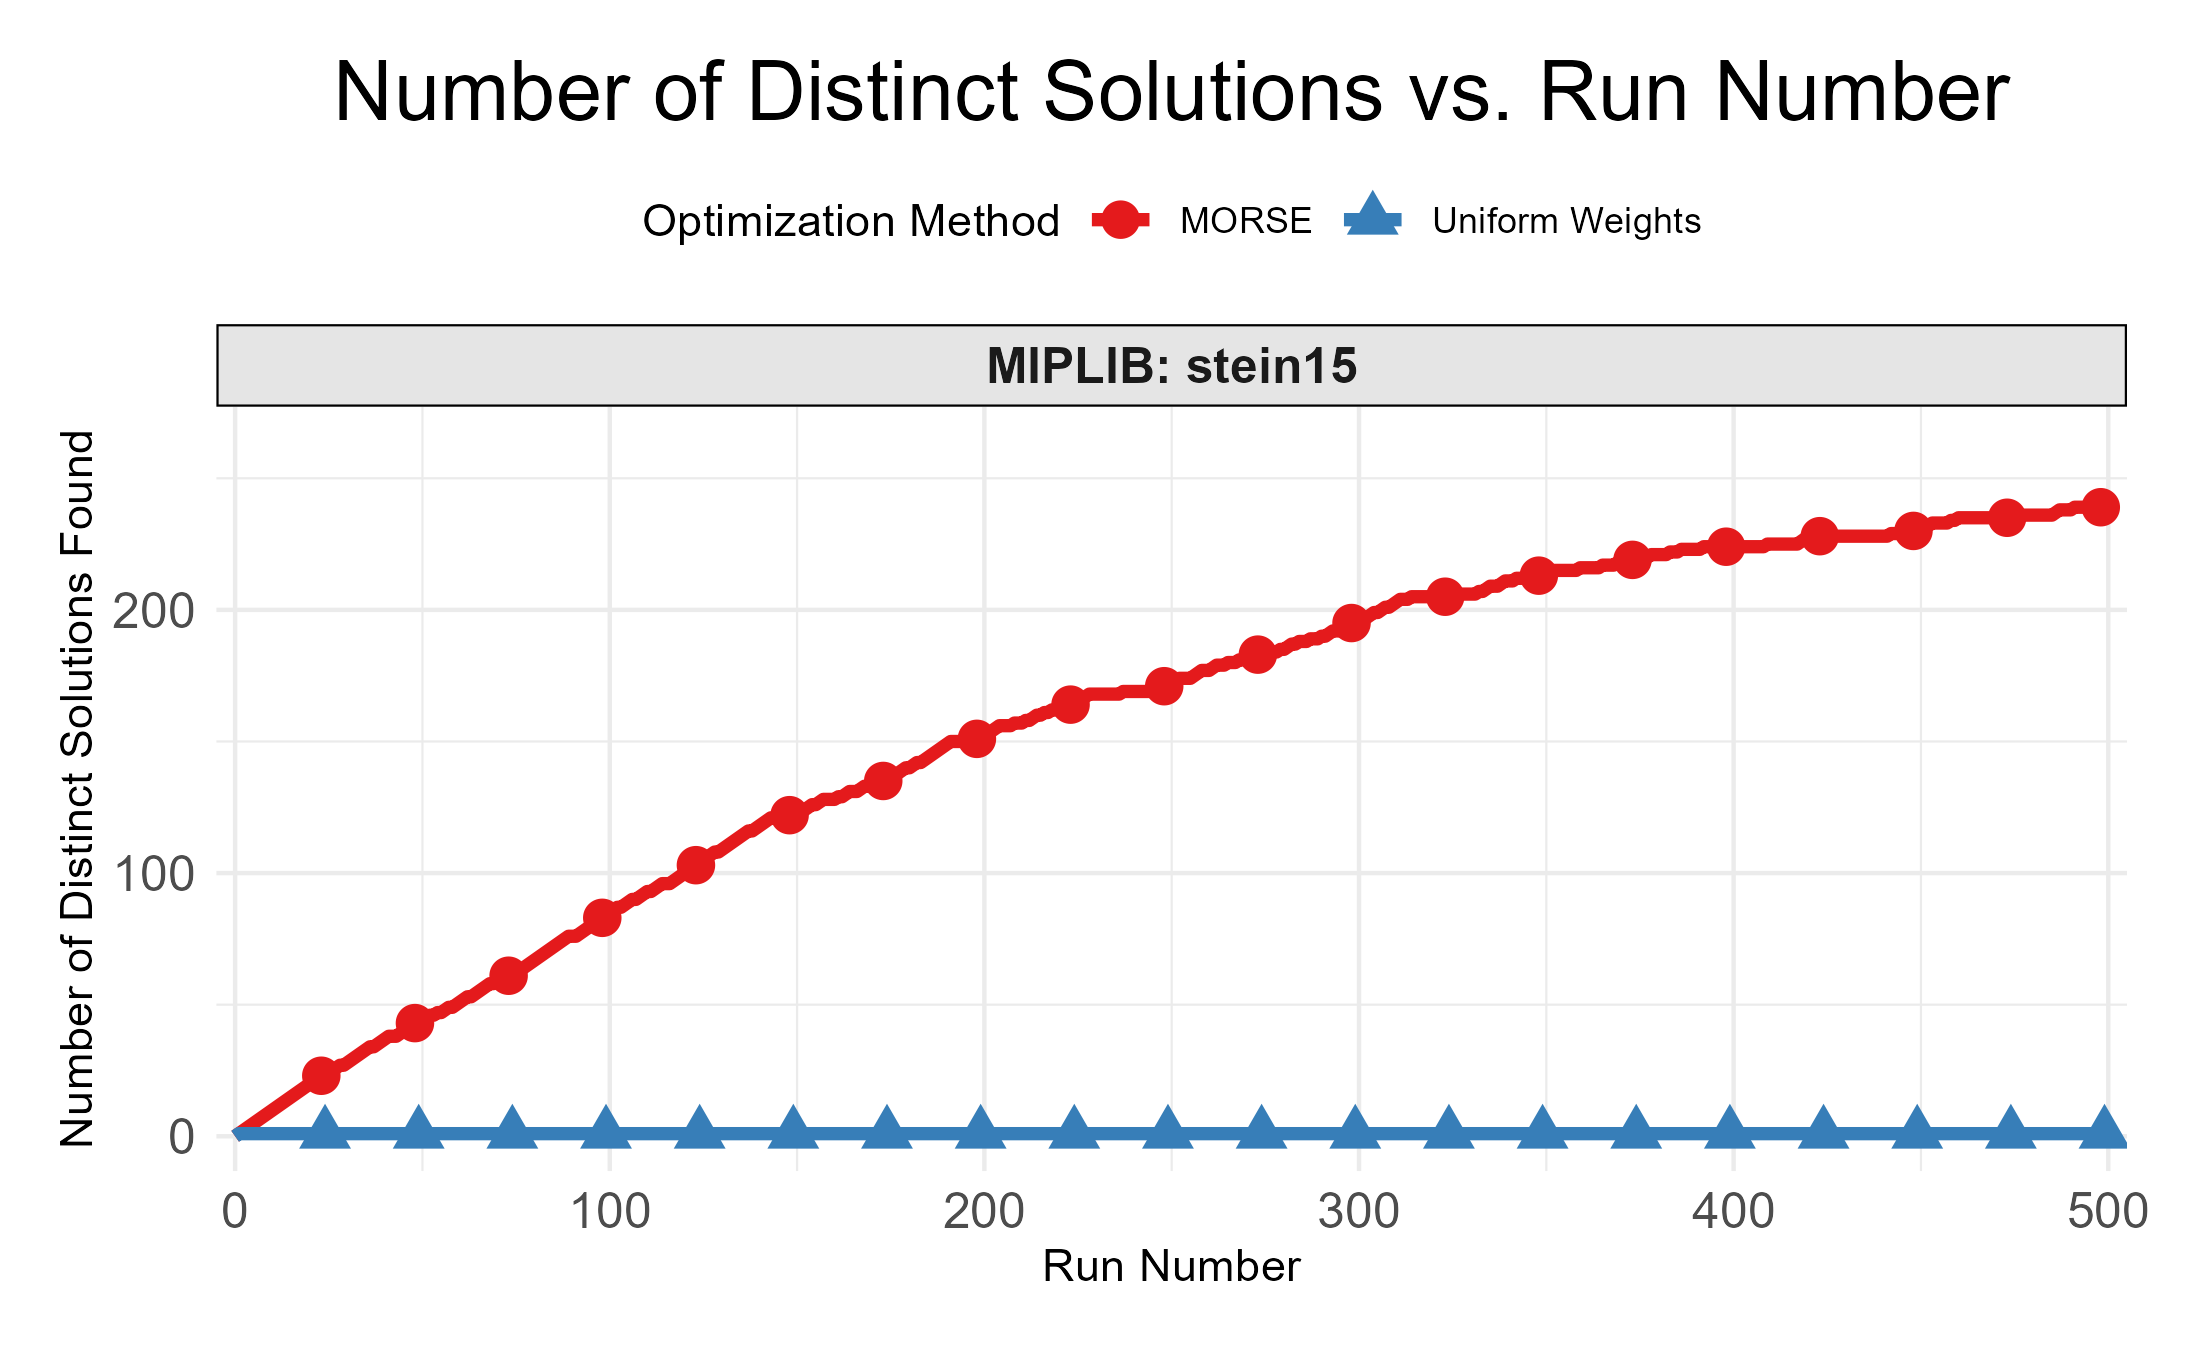 Number of Distinct Solutions vs. Run Number
Optimization Method MORSE Uniform Weights
MIPLIB: stein15
Number of Distinct Solutions Found
200
100
0
0 100 200 300 400 500
Run Number